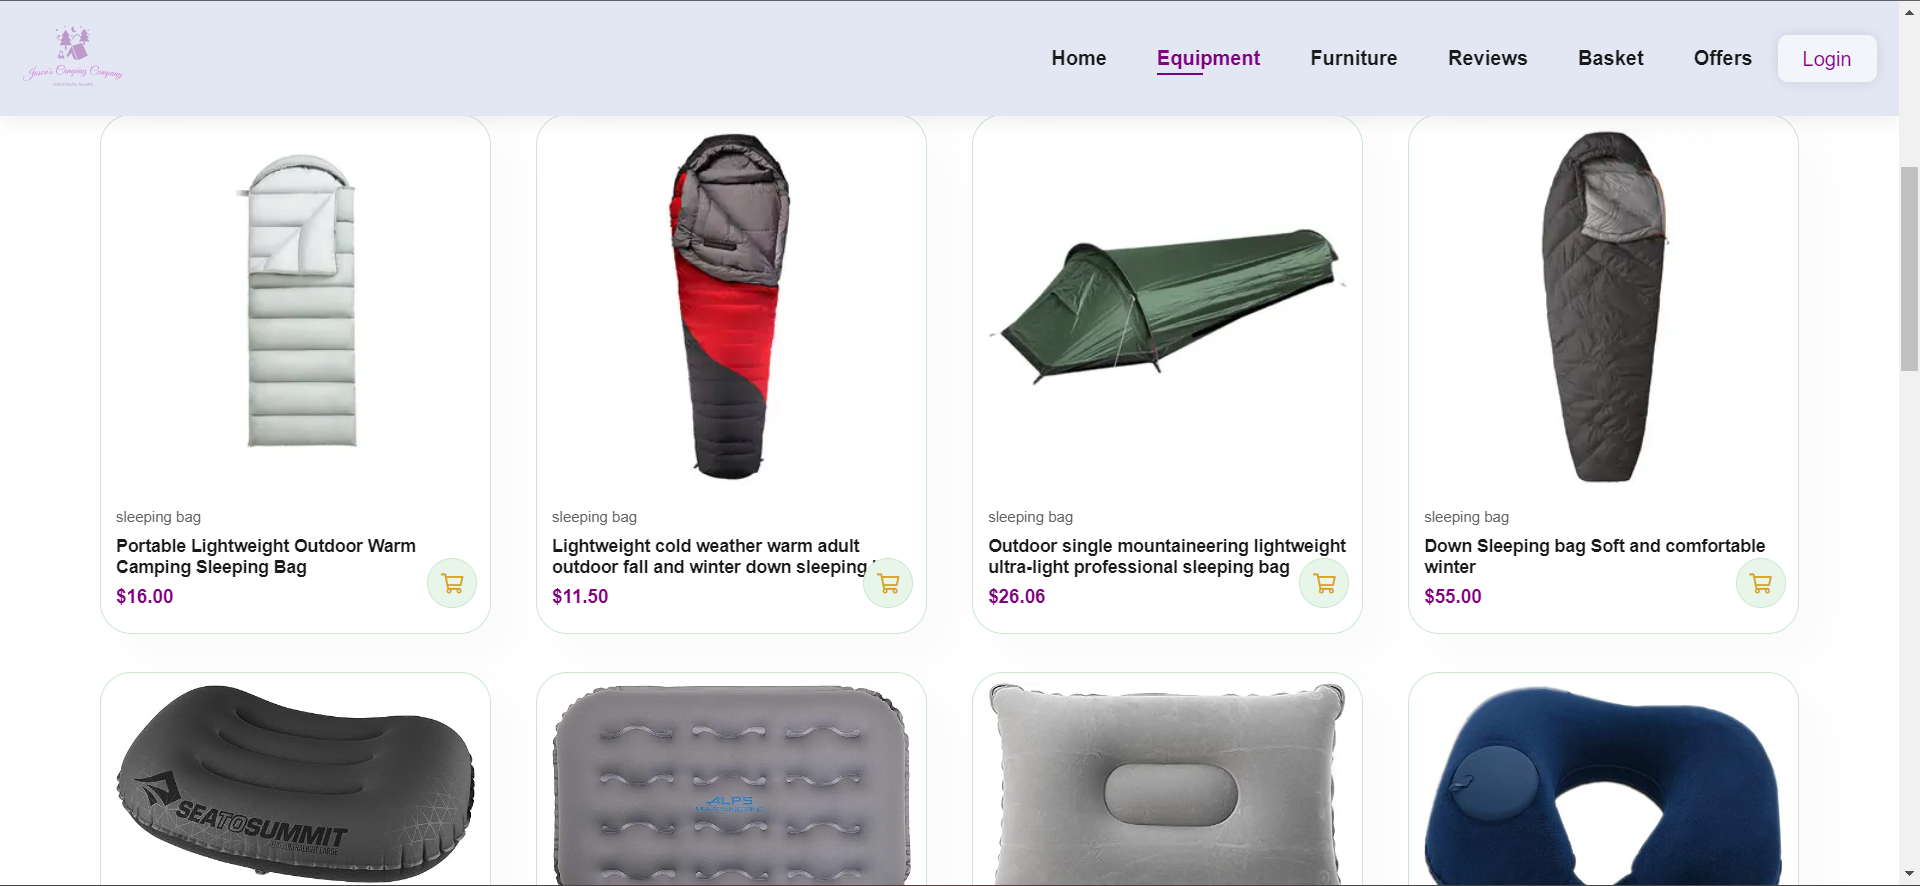 Jason's Camping Company
Home
Equipment
Furniture
Reviews
Basket
Offers
Login
sleeping bag
Portable Lightweight Outdoor Warm
Camping Sleeping Bag
$16.00
sleeping bag
Lightweight cold weather warm adult
outdoor fall and winter down sleeping
$11.50
sleeping bag
Outdoor single mountaineering lightweight
ultra-light professional sleeping bag
$26.06
sleeping bag
Down Sleeping bag Soft and comfortable
winter
$55.00
SEATOSUMMIT
ALPS